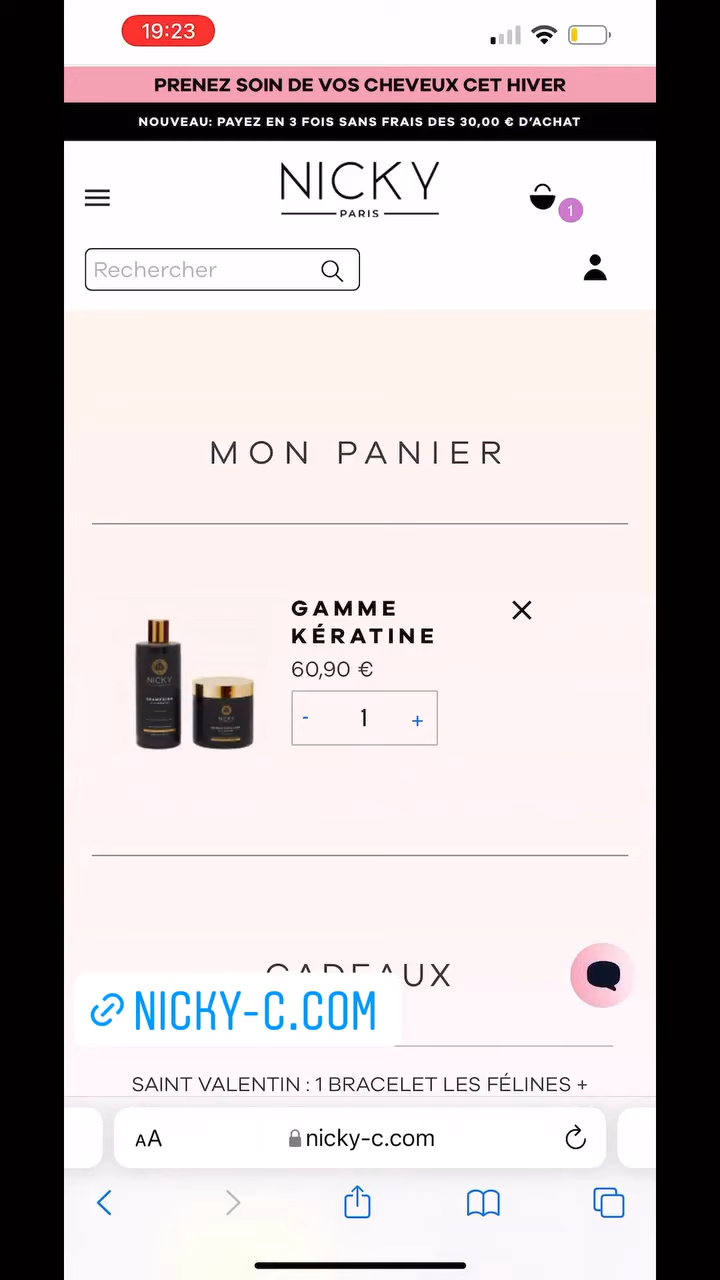 19:23
PRENEZ SOIN DE VOS CHEVEUX CET HIVER
NOUVEAU: PAYEZ EN 3 FOIS SANS FRAIS DES 30,00 € D'ACHAT
NICKY
PARIS
1
Rechercher
MON PANIER
GAMME
KÉRATINE
60,90 €
- 1 +
NICKY
CADEAUX
NICKY-C.COM
SAINT VALENTIN : 1 BRACELET LES FÉLINES +
AA nicky-c.com